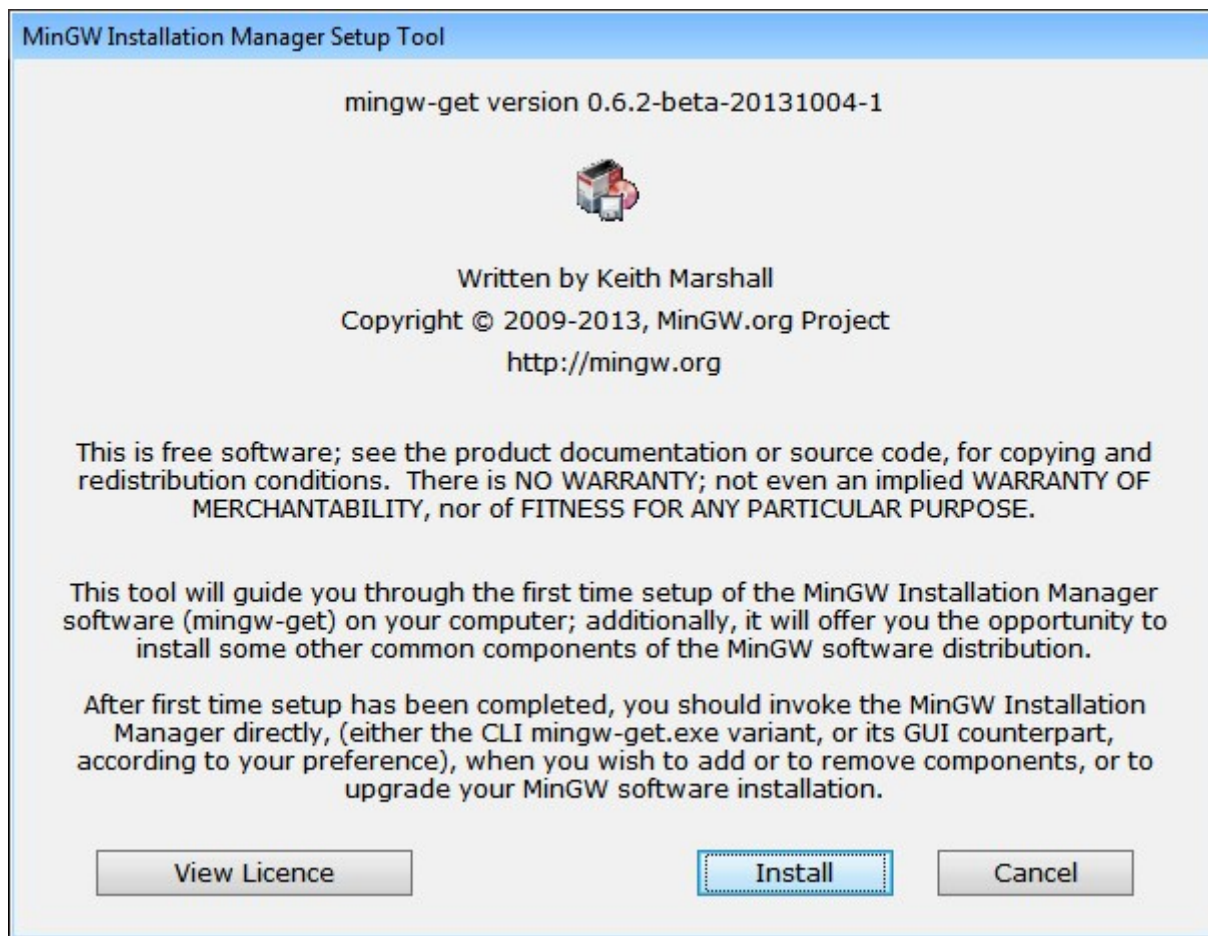 MinGW Installation Manager Setup Tool
mingw-get version 0.6.2-beta-20131004-1
Written by Keith Marshall
Copyright © 2009-2013, MinGW.org Project
http://mingw.org
This is free software; see the product documentation or source code, for copying and
redistribution conditions.  There is NO WARRANTY; not even an implied WARRANTY OF
MERCHANTABILITY, nor of FITNESS FOR ANY PARTICULAR PURPOSE.
This tool will guide you through the first time setup of the MinGW Installation Manager
software (mingw-get) on your computer; additionally, it will offer you the opportunity to
install some other common components of the MinGW software distribution.
After first time setup has been completed, you should invoke the MinGW Installation
Manager directly, (either the CLI mingw-get.exe variant, or its GUI counterpart,
according to your preference), when you wish to add or to remove components, or to
upgrade your MinGW software installation.
View Licence
Install
Cancel